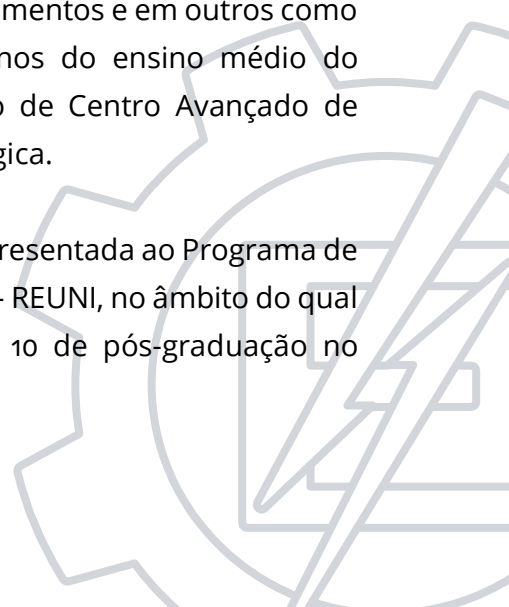 mentos e em outros como
nos do ensino médio do
o de Centro Avançado de
gica.
resentada ao Programa de
- REUNI, no âmbito do qual
10 de pós-graduação no